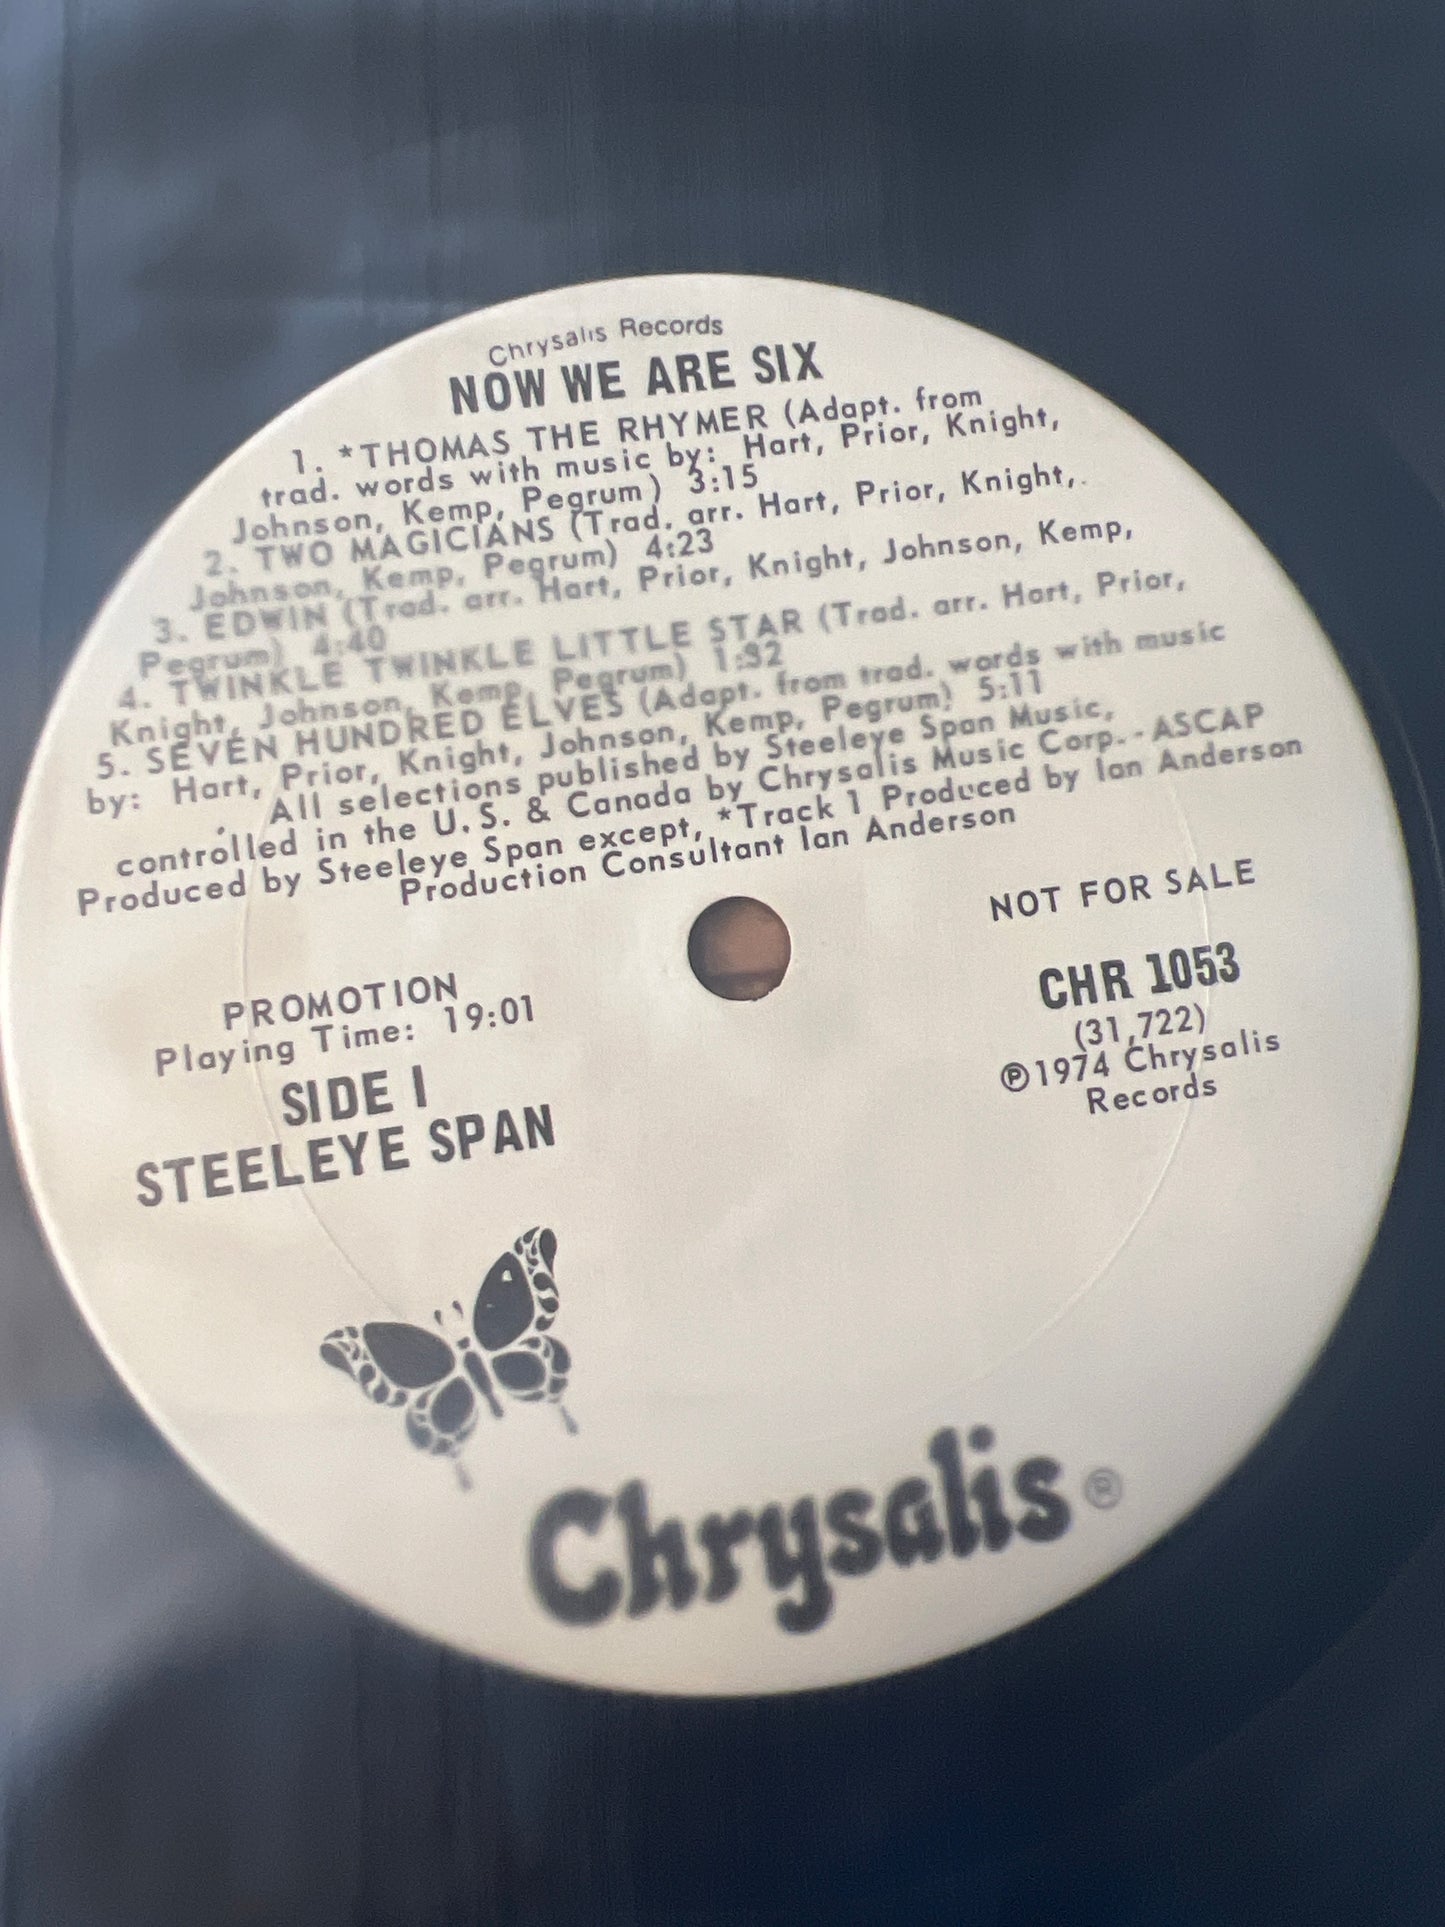 Chrysalis Records
NOW WE ARE SIX
1. *THOMAS THE RHYMER (Adapt. from
trad. words with music by: Hart, Prior, Knight,
Johnson, Kemp, Pegrum) 3:15
2. TWO MAGICIANS (Trad. arr. Hart, Prior, Knight,
Johnson, Kemp, Pegrum) 4:23
3. EDWIN (Trad. arr. Hart, Prior, Knight, Johnson, Kemp,
Pegrum) 4:40
4. TWINKLE TWINKLE LITTLE STAR (Trad. arr. Hart, Prior,
Knight, Johnson, Kemp, Pegrum) 1:32
5. SEVEN HUNDRED ELVES (Adapt. from trad. words with music
by: Hart, Prior, Knight, Johnson, Kemp, Pegrum) 5:11
All selections published by Steeleye Span Music,
controlled in the U.S. & Canada by Chrysalis Music Corp. - ASCAP
Produced by Steeleye Span except, *Track 1 Produced by Ian Anderson
Production Consultant Ian Anderson
NOT FOR SALE
PROMOTION
Playing Time: 19:01
SIDE I
STEELEYE SPAN
CHR 1053
(31,722)
℗1974 Chrysalis
Records
Chrysalis®